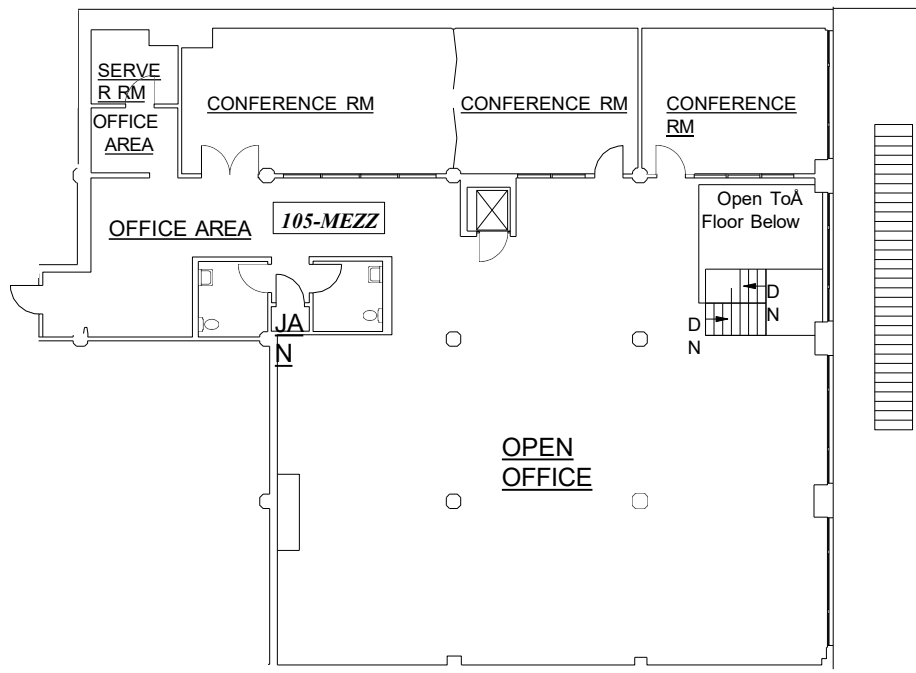 SERVE
R RM
CONFERENCE RM
CONFERENCE RM
CONFERENCE
RM
OFFICE
AREA
OFFICE AREA
105-MEZZ
Open ToÅ
Floor Below
D
N
D
N
JA
N
OPEN
OFFICE